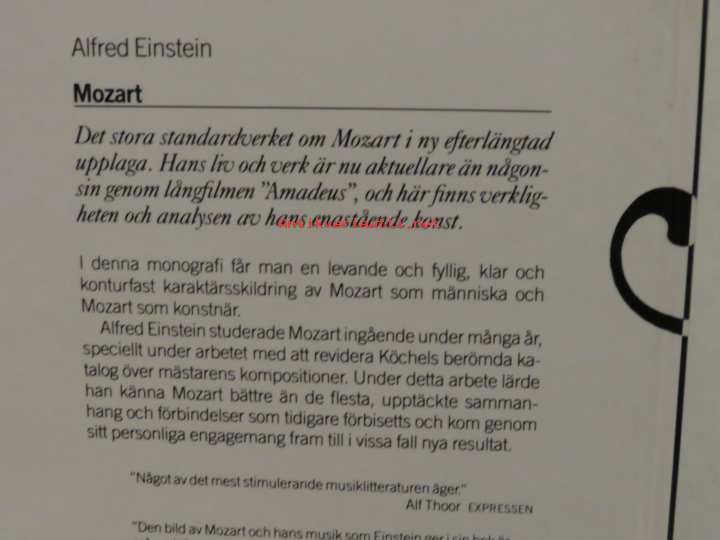 Alfred Einstein
Mozart
Det stora standardverket om Mozart i ny efterlängtad
upplaga. Hans liv och verk är nu aktuellare än någon-
sin genom långfilmen "Amadeus", och här finns verklig-
heten och analysen av hans enastående konst.
I denna monografi får man en levande och fyllig, klar och
konturfast karaktärsskildring av Mozart som människa och
Mozart som konstnär.
Alfred Einstein studerade Mozart ingående under många år,
speciellt under arbetet med att revidera Köchels berömda ka-
talog över mästarens kompositioner. Under detta arbete lärde
han känna Mozart bättre än de flesta, upptäckte samman-
hang och förbindelser som tidigare förbisetts och kom genom
sitt personliga engagemang fram till i vissa fall nya resultat.
"Något av det mest stimulerande musiklitteraturen äger."
Alf Thoor EXPRESSEN
"Den bild av Mozart och hans musik som Einstein ger i sin bok är